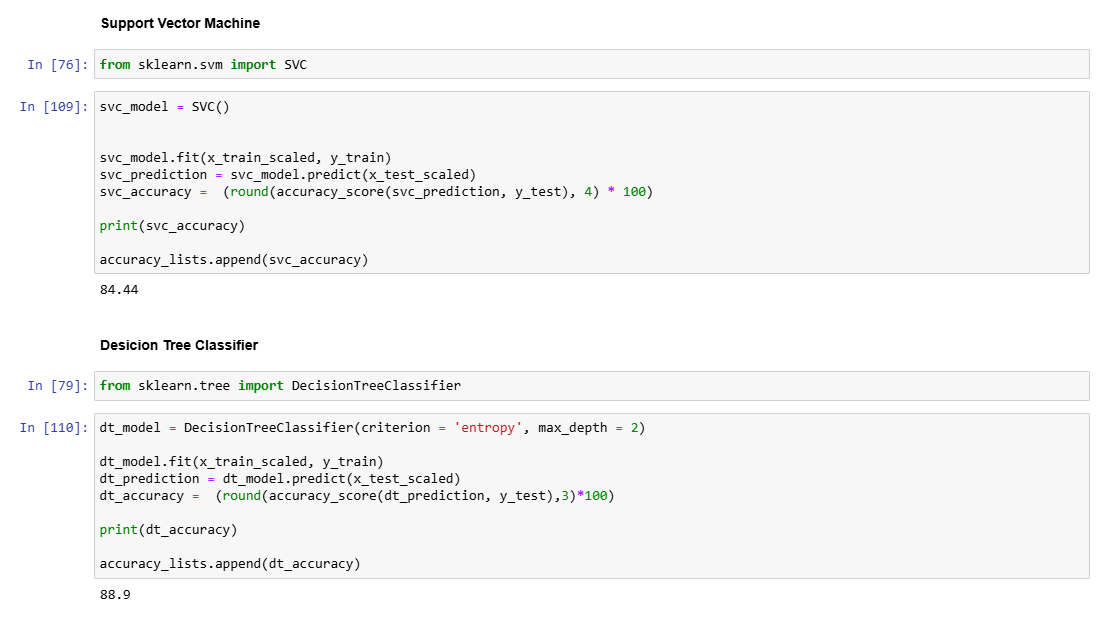 Support Vector Machine
In [76]: from sklearn.svm import SVC
In [109]: svc_model = SVC()
svc_model.fit(x_train_scaled, y_train)
svc_prediction = svc_model.predict(x_test_scaled)
svc_accuracy =  (round(accuracy_score(svc_prediction, y_test), 4) * 100)
print(svc_accuracy)
accuracy_lists.append(svc_accuracy)
84.44
Desicion Tree Classifier
In [79]: from sklearn.tree import DecisionTreeClassifier
In [110]: dt_model = DecisionTreeClassifier(criterion = 'entropy', max_depth = 2)
dt_model.fit(x_train_scaled, y_train)
dt_prediction = dt_model.predict(x_test_scaled)
dt_accuracy =  (round(accuracy_score(dt_prediction, y_test),3)*100)
print(dt_accuracy)
accuracy_lists.append(dt_accuracy)
88.9